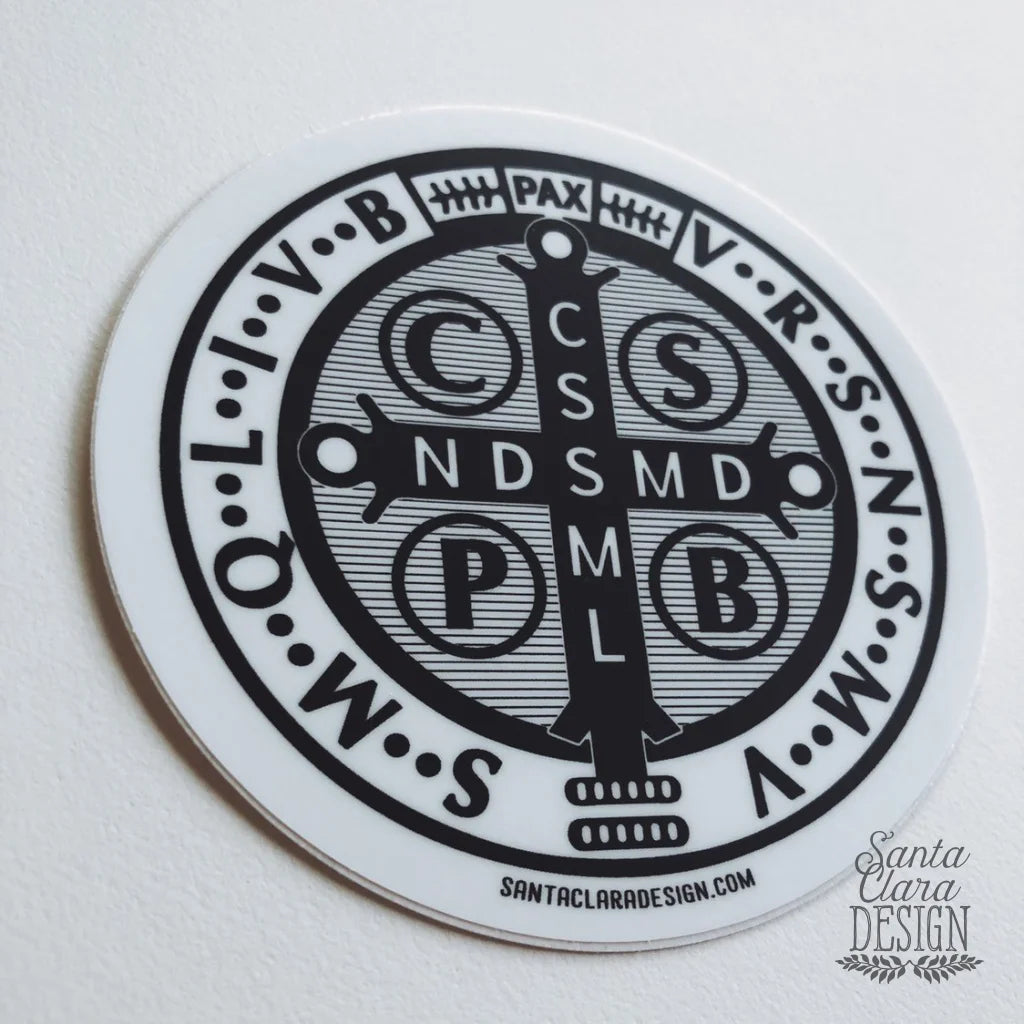 PAX
V••R••S••N••S••M••V
S••M••Q••L••I••V••B
C S
C
S
N D S M D
M
L
P B
SANTACLARADESIGN.COM
Santa
Clara
DESIGN